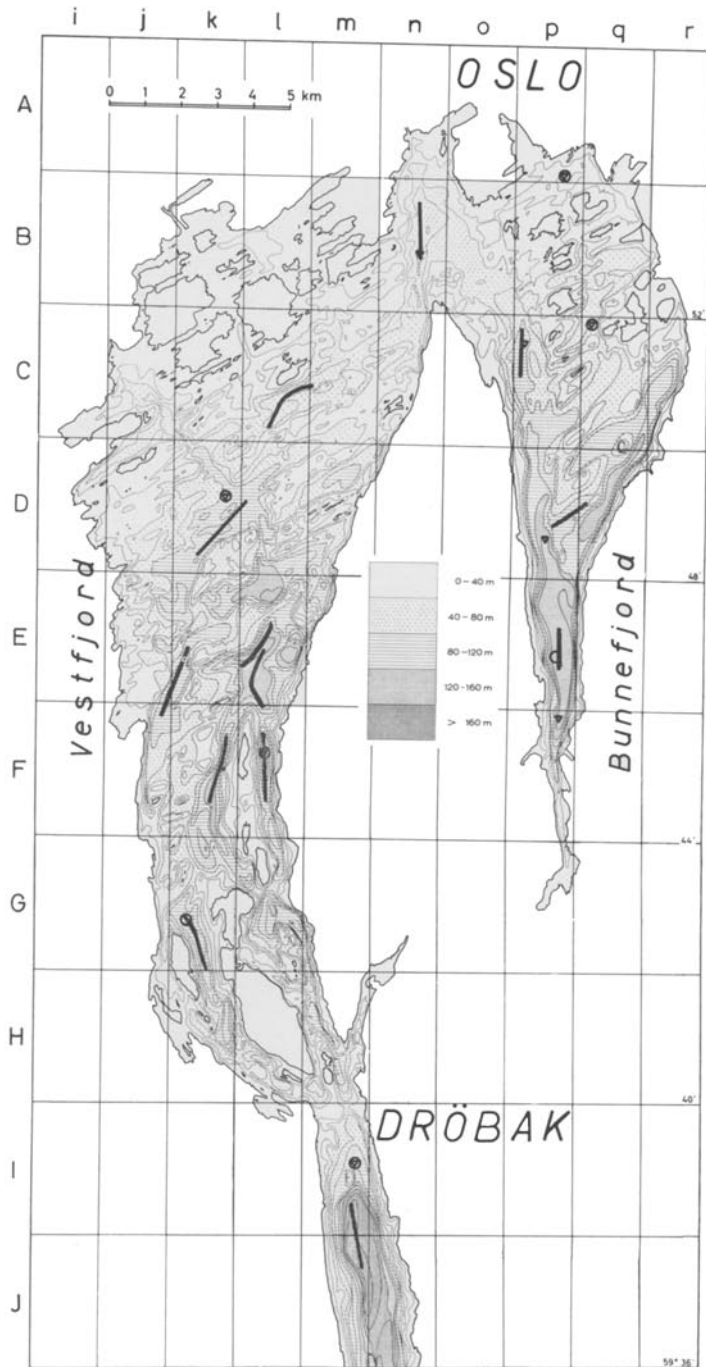 i j k l m n o p q r
OSLO
0 1 2 3 4 5 km
A
B
52'
C
D
48'
0–40 m
40–80 m
80–120 m
120–160 m
> 160 m
Vestfjord
Bunnefjord
E
F
44'
G
H
40'
DRÖBAK
I
J
59° 36'